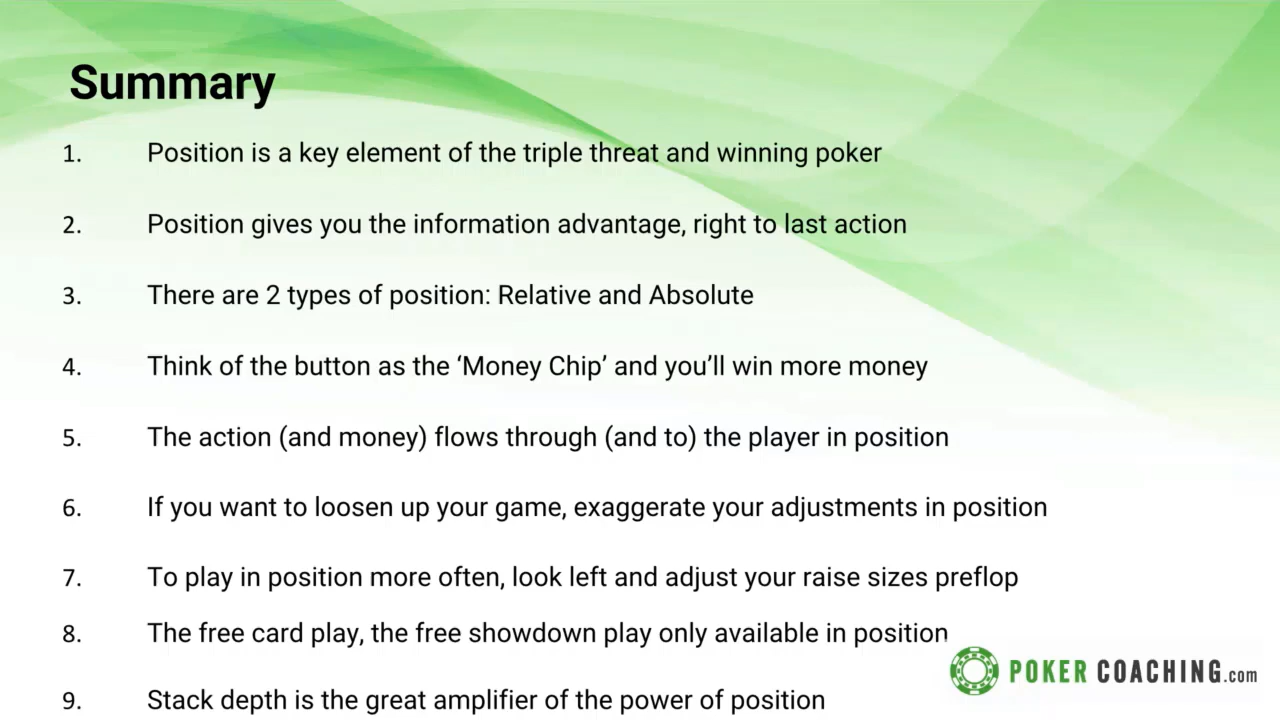 Summary
1. Position is a key element of the triple threat and winning poker
2. Position gives you the information advantage, right to last action
3. There are 2 types of position: Relative and Absolute
4. Think of the button as the ‘Money Chip’ and you’ll win more money
5. The action (and money) flows through (and to) the player in position
6. If you want to loosen up your game, exaggerate your adjustments in position
7. To play in position more often, look left and adjust your raise sizes preflop
8. The free card play, the free showdown play only available in position
9. Stack depth is the great amplifier of the power of position
POKER COACHING.com